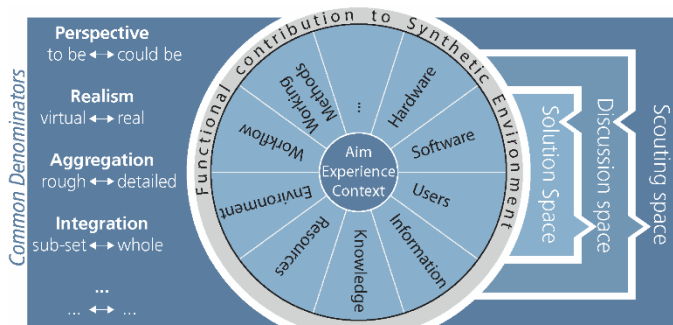 Common Denominators
Perspective
to be ↔ could be
Realism
virtual ↔ real
Aggregation
rough ↔ detailed
Integration
sub-set ↔ whole
...
... ↔ ...
Functional contribution to Synthetic Environment
...
Hardware
Software
Users
Information
Knowledge
Resources
Environment
Workflow
Working
Methods
Aim
Experience
Context
Solution Space
Discussion space
Scouting space